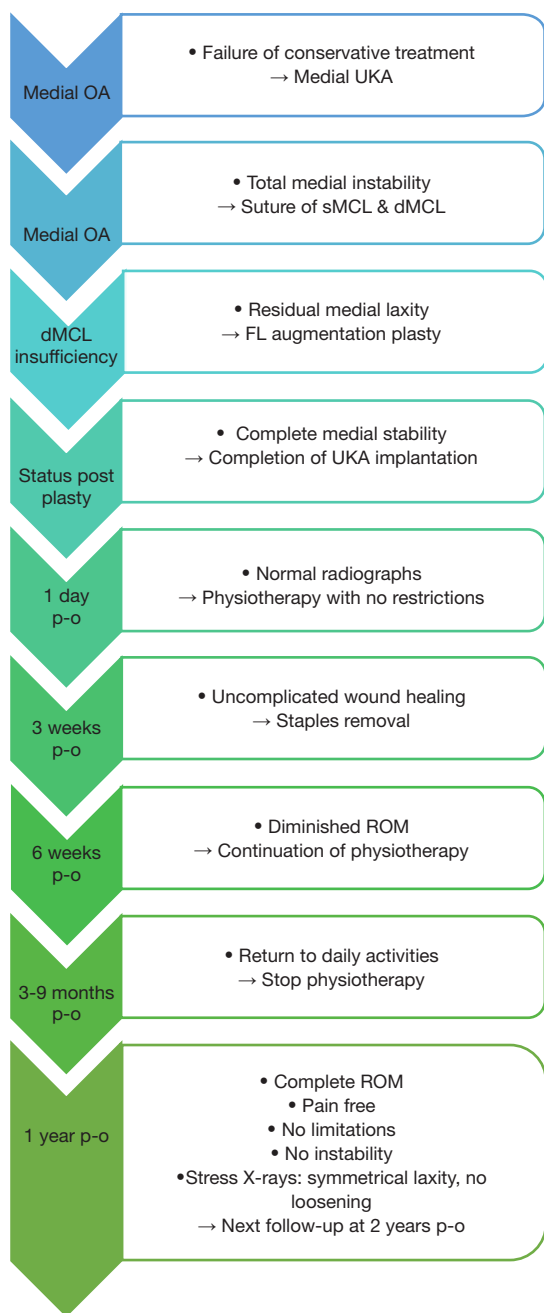 Medial OA
• Failure of conservative treatment
→ Medial UKA
Medial OA
• Total medial instability
→ Suture of sMCL & dMCL
dMCL
insufficiency
• Residual medial laxity
→ FL augmentation plasty
Status post
plasty
• Complete medial stability
→ Completion of UKA implantation
1 day
p-o
• Normal radiographs
→ Physiotherapy with no restrictions
3 weeks
p-o
• Uncomplicated wound healing
→ Staples removal
6 weeks
p-o
• Diminished ROM
→ Continuation of physiotherapy
3-9 months
p-o
• Return to daily activities
→ Stop physiotherapy
1 year p-o
• Complete ROM
• Pain free
• No limitations
• No instability
•Stress X-rays: symmetrical laxity, no
loosening
→ Next follow-up at 2 years p-o